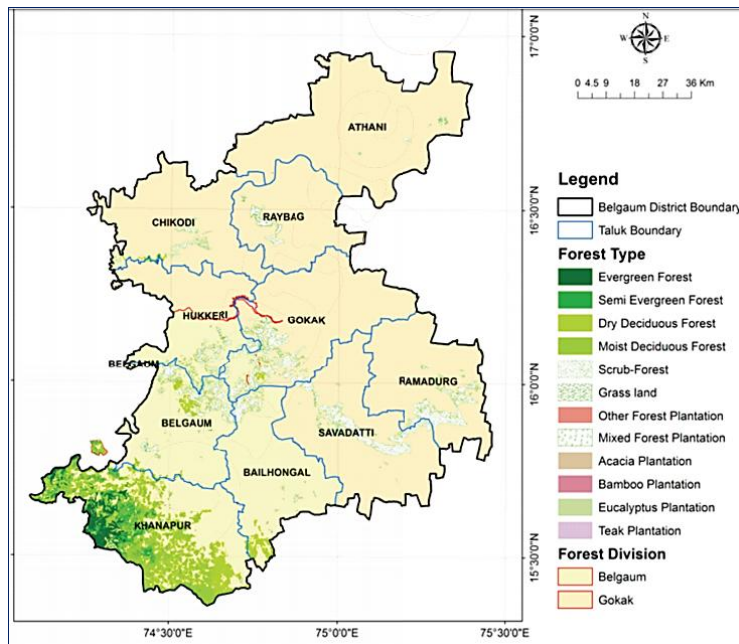 N
W E
S
0 4.5 9 18 27 36 Km
17°0'0"N
ATHANI
CHIKODI
RAYBAG
16°30'0"N
HUKKERI
GOKAK
BELGAUM
RAMADURG
16°0'0"N
BELGAUM
SAVADATTI
BAILHONGAL
KHANAPUR
15°30'0"N
74°30'0"E
75°0'0"E
75°30'0"E
Legend
Belgaum District Boundary
Taluk Boundary
Forest Type
Evergreen Forest
Semi Evergreen Forest
Dry Deciduous Forest
Moist Deciduous Forest
Scrub-Forest
Grass land
Other Forest Plantation
Mixed Forest Plantation
Acacia Plantation
Bamboo Plantation
Eucalyptus Plantation
Teak Plantation
Forest Division
Belgaum
Gokak